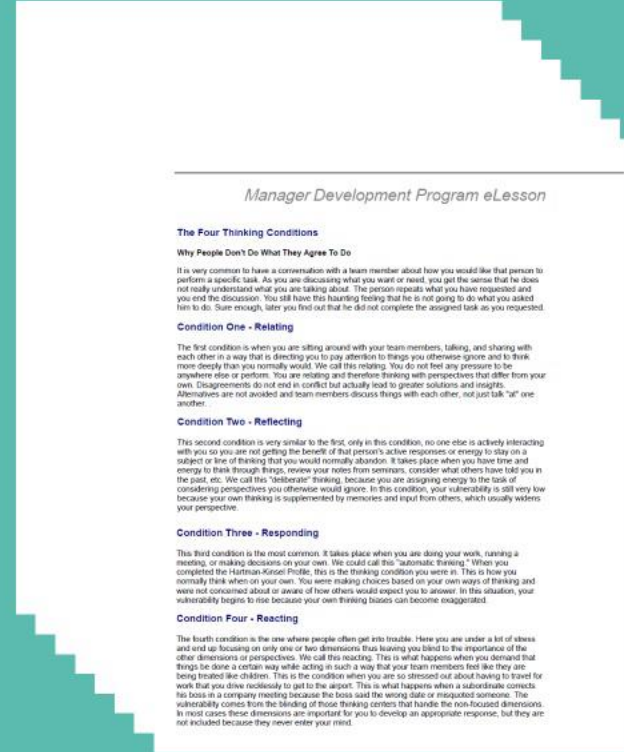 Manager Development Program eLesson
The Four Thinking Conditions
Why People Don't Do What They Agree To Do
It is very common to have a conversation with a team member about how you would like that person to
perform a specific task. As you are discussing what you want or need, you get the sense that he does
not really understand what you are talking about. The person repeats what you have requested and
you end the discussion. You still have this haunting feeling that he is not going to do what you asked
him to do. Sure enough, later you find out that he did not complete the assigned task as you requested.
Condition One - Relating
The first condition is when you are sitting around with your team members, talking, and sharing with
each other in a way that is directing you to pay attention to things you otherwise ignore and to think
more deeply than you normally would. We call this relating. You do not feel any pressure to be
anywhere else or perform. You are relating and therefore thinking with perspectives that differ from your
own. Disagreements do not end in conflict but actually lead to greater solutions and insights.
Alternatives are not avoided and team members discuss things with each other, not just talk "at" one
another.
Condition Two - Reflecting
This second condition is very similar to the first, only in this condition, no one else is actively interacting
with you so you are not getting the benefit of that person's active responses or energy to stay on a
subject or line of thinking that you would normally abandon. It takes place when you have time and
energy to think through things, review your notes from seminars, consider what others have told you in
the past, etc. We call this "deliberate" thinking, because you are assigning energy to the task of
considering perspectives you otherwise would ignore. In this condition, your vulnerability is still very low
because your own thinking is supplemented by memories and input from others, which usually widens
your perspective.
Condition Three - Responding
This third condition is the most common. It takes place when you are doing your work, running a
meeting, or making decisions on your own. We could call this "automatic thinking." When you
completed the Hartman-Kinsel Profile, this is the thinking condition you were in. This is how you
normally think when on your own. You were making choices based on your own ways of thinking and
were not concerned about or aware of how others would expect you to answer. In this situation, your
vulnerability begins to rise because your own thinking biases can become exaggerated.
Condition Four - Reacting
The fourth condition is the one where people often get into trouble. Here you are under a lot of stress
and end up focusing on only one or two dimensions thus leaving you blind to the importance of the
other dimensions or perspectives. We call this reacting. This is what happens when you demand that
things be done a certain way while acting in such a way that your team members feel like they are
being treated like children. This is the condition when you are so stressed out about having to travel for
work that you drive recklessly to get to the airport. This is what happens when a subordinate corrects
his boss in a company meeting because the boss said the wrong date or misquoted someone. The
vulnerability comes from the blinding of those thinking centers that handle the non-focused dimensions.
In most cases these dimensions are important for you to develop an appropriate response, but they are
not included because they never enter your mind.